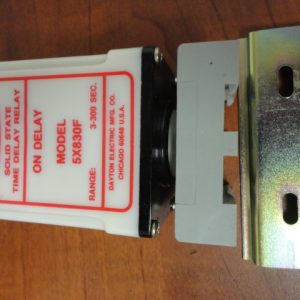 SOLID STATE
TIME DELAY RELAY
ON DELAY
MODEL
5X830F
RANGE: 3-300 SEC.
DAYTON ELECTRIC MFG. CO.
CHICAGO 60648 U.S.A.